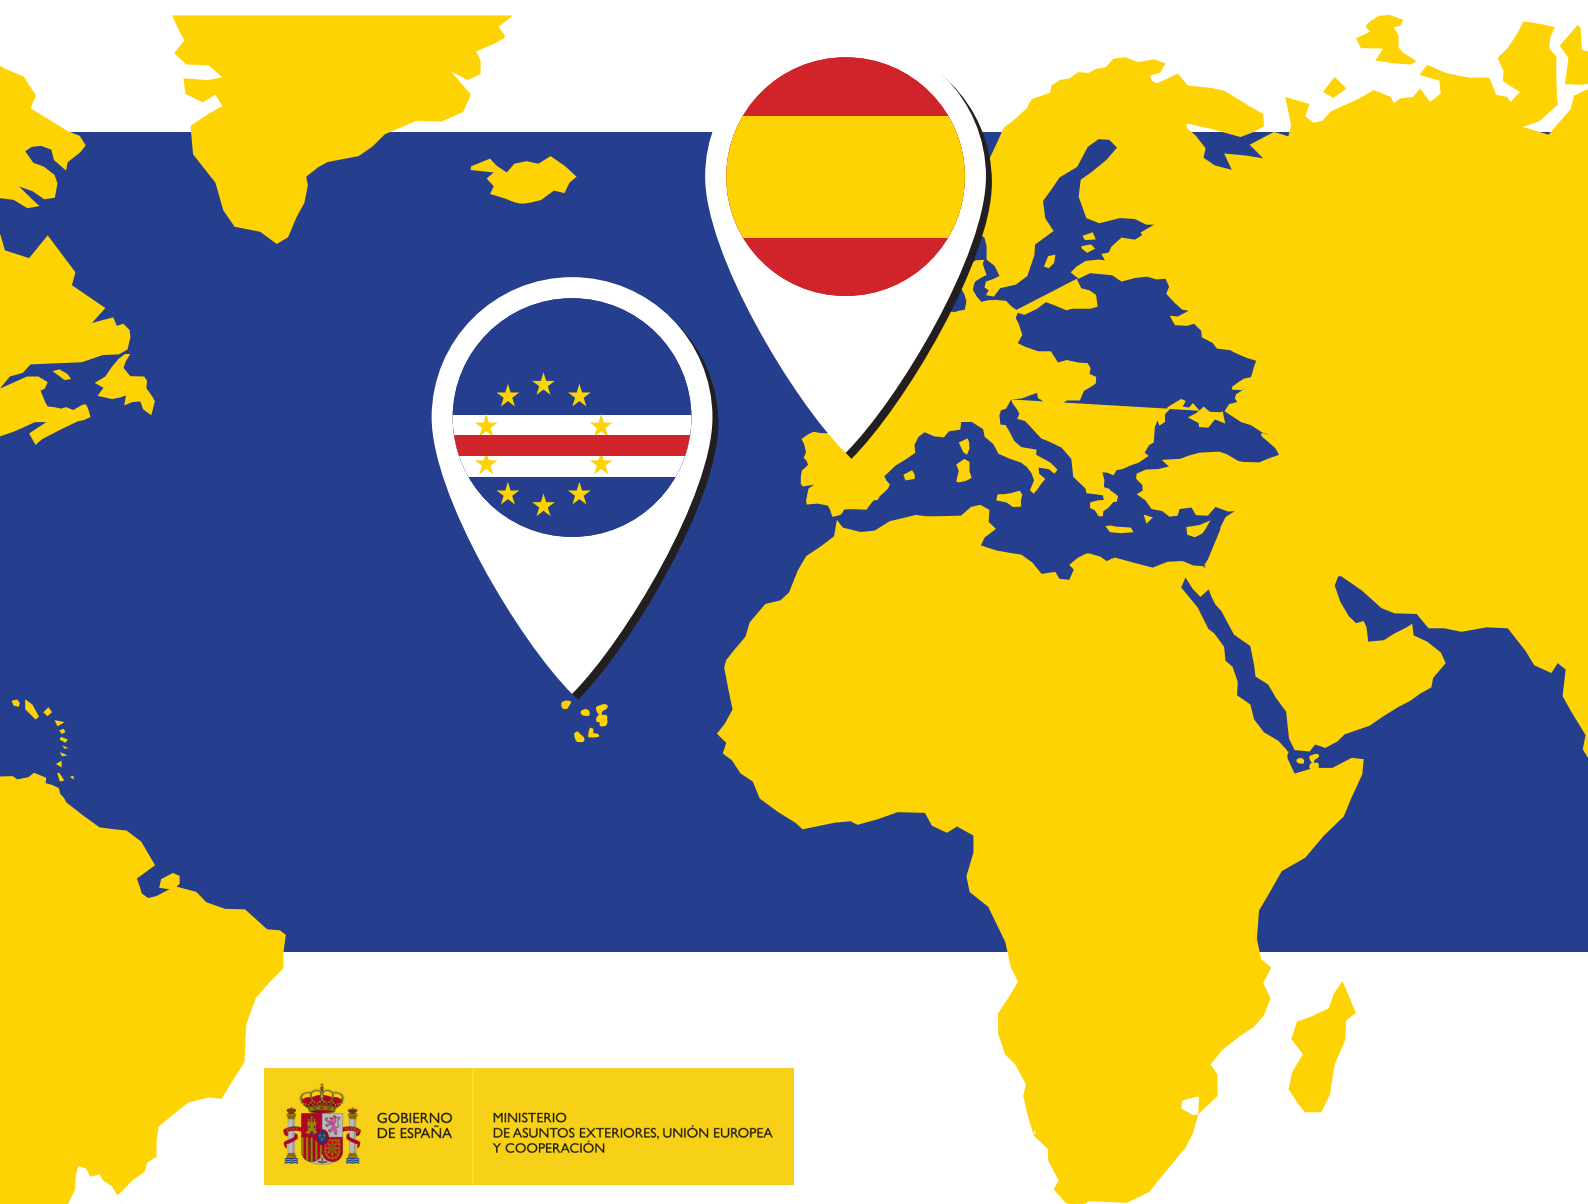 GOBIERNO
DE ESPAÑA
MINISTERIO
DE ASUNTOS EXTERIORES, UNIÓN EUROPEA
Y COOPERACIÓN